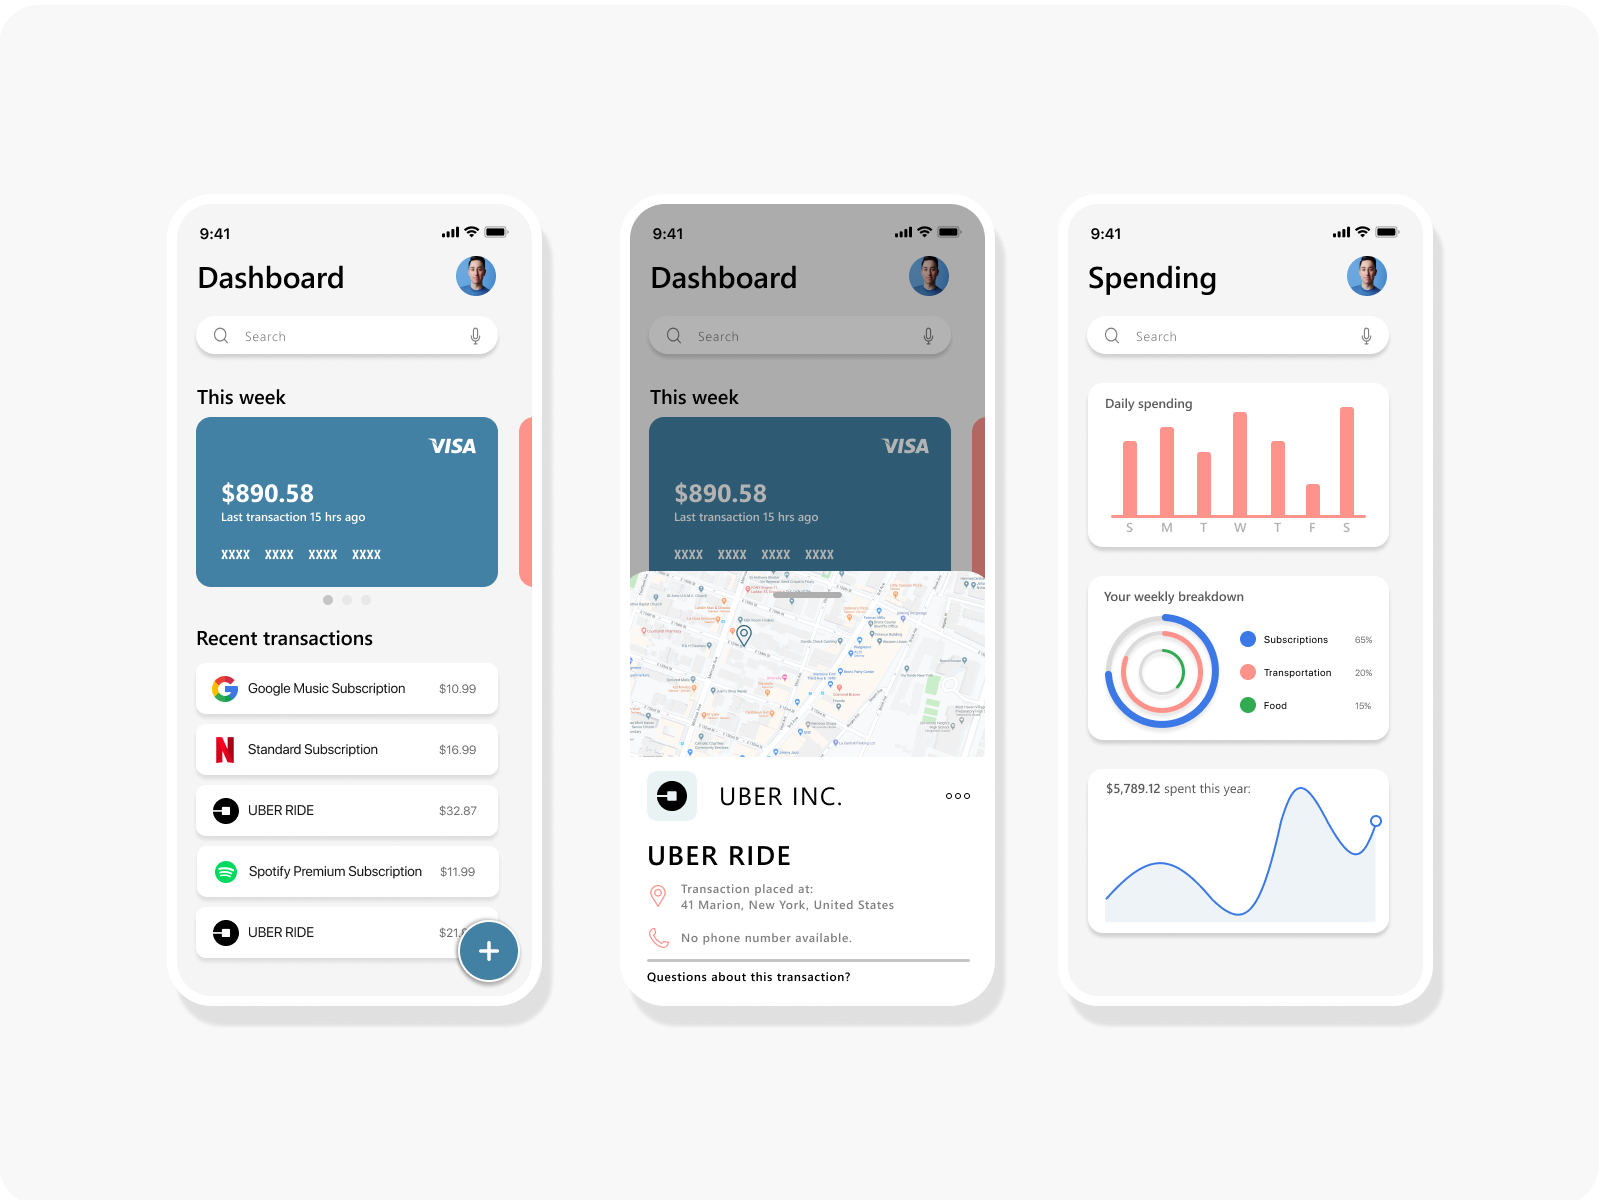 9:41
Dashboard
Search
This week
VISA
$890.58
Last transaction 15 hrs ago
XXXX XXXX XXXX XXXX
Recent transactions
Google Music Subscription $10.99
Standard Subscription $16.99
UBER RIDE $32.87
Spotify Premium Subscription $11.99
UBER RIDE
9:41
Dashboard
Search
This week
VISA
$890.58
Last transaction 15 hrs ago
XXXX XXXX XXXX XXXX
UBER INC.
UBER RIDE
Transaction placed at:
41 Marion, New York, United States
No phone number available.
Questions about this transaction?
9:41
Spending
Search
Daily spending
S M T W T F S
Your weekly breakdown
Subscriptions 65%
Transportation 20%
Food 15%
$5,789.12 spent this year: